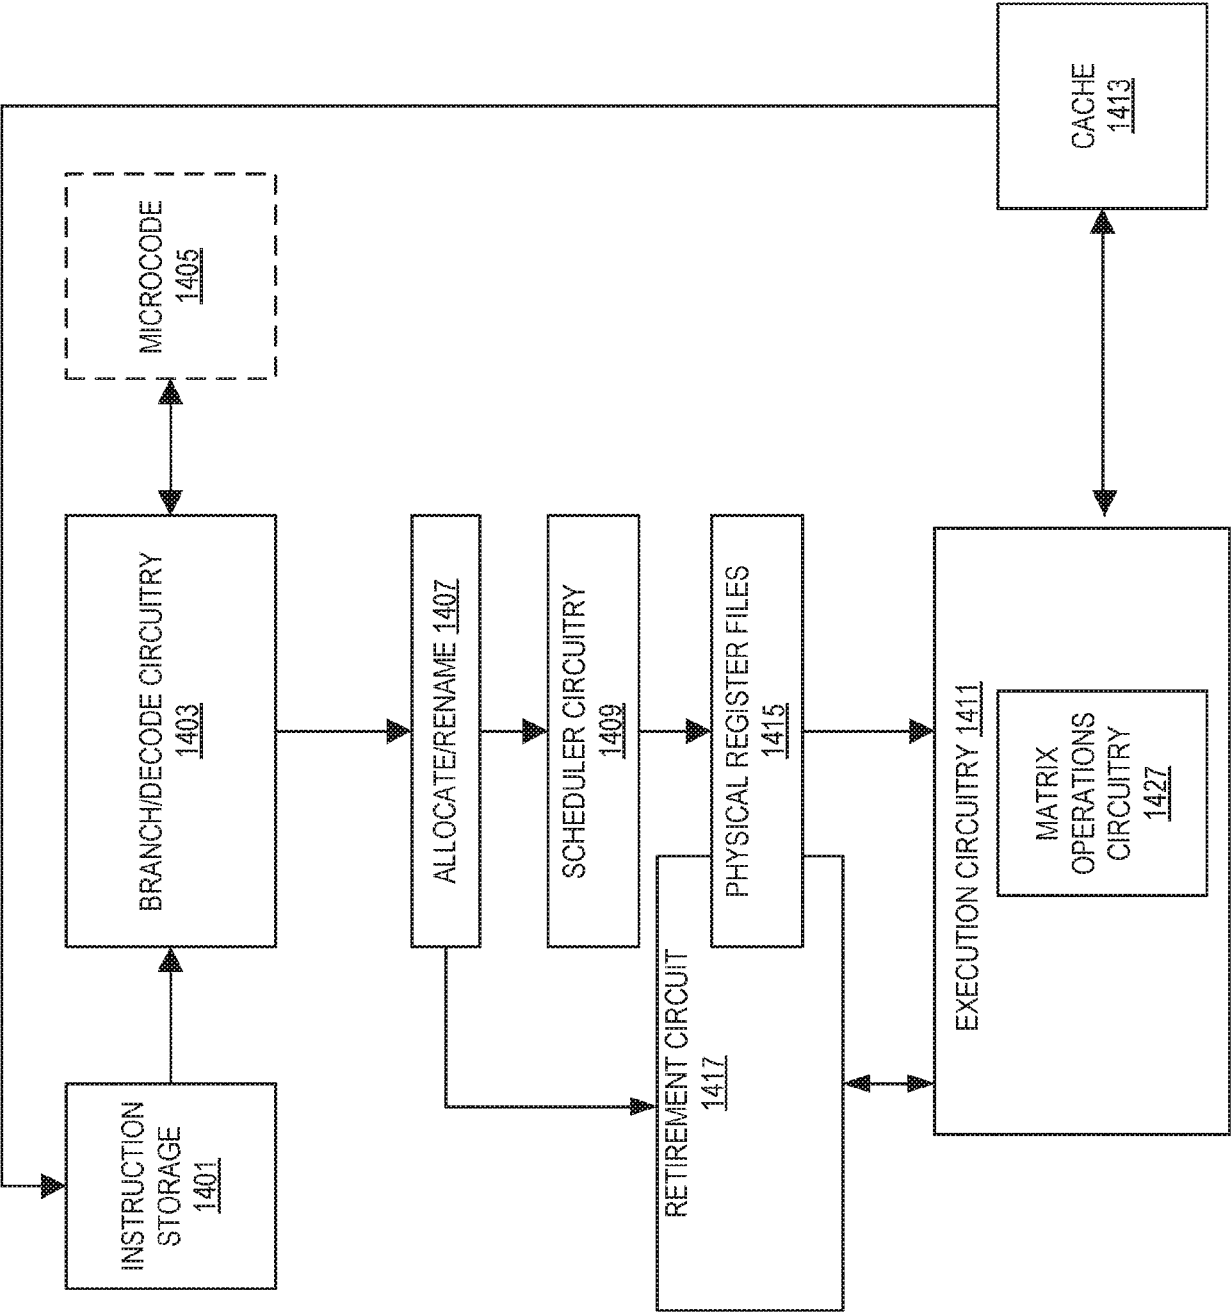 INSTRUCTION
STORAGE
1401
BRANCH/DECODE CIRCUITRY
1403
MICROCODE
1405
ALLOCATE/RENAME 1407
SCHEDULER CIRCUITRY
1409
RETIREMENT CIRCUIT
1417
PHYSICAL REGISTER FILES
1415
EXECUTION CIRCUITRY 1411
MATRIX
OPERATIONS
CIRCUITRY
1427
CACHE
1413